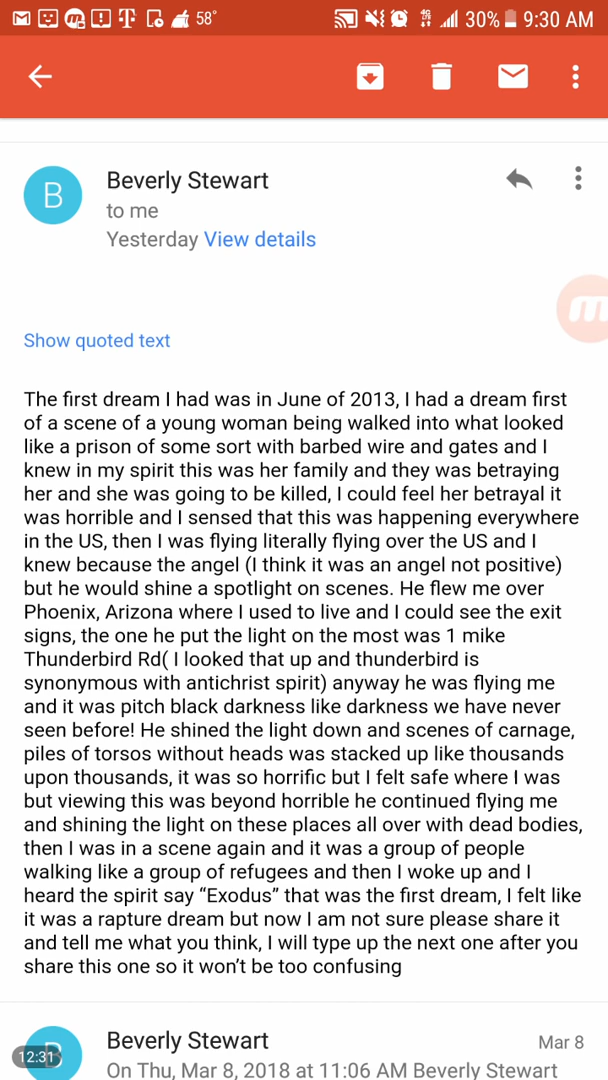 58°
30% 9:30 AM
Beverly Stewart
B
to me
Yesterday View details
Show quoted text
The first dream I had was in June of 2013, I had a dream first
of a scene of a young woman being walked into what looked
like a prison of some sort with barbed wire and gates and I
knew in my spirit this was her family and they was betraying
her and she was going to be killed, I could feel her betrayal it
was horrible and I sensed that this was happening everywhere
in the US, then I was flying literally flying over the US and I
knew because the angel (I think it was an angel not positive)
but he would shine a spotlight on scenes. He flew me over
Phoenix, Arizona where I used to live and I could see the exit
signs, the one he put the light on the most was 1 mike
Thunderbird Rd( I looked that up and thunderbird is
synonymous with antichrist spirit) anyway he was flying me
and it was pitch black darkness like darkness we have never
seen before! He shined the light down and scenes of carnage,
piles of torsos without heads was stacked up like thousands
upon thousands, it was so horrific but I felt safe where I was
but viewing this was beyond horrible he continued flying me
and shining the light on these places all over with dead bodies,
then I was in a scene again and it was a group of people
walking like a group of refugees and then I woke up and I
heard the spirit say “Exodus” that was the first dream, I felt like
it was a rapture dream but now I am not sure please share it
and tell me what you think, I will type up the next one after you
share this one so it won’t be too confusing
Beverly Stewart Mar 8
12:31
On Thu, Mar 8, 2018 at 11:06 AM Beverly Stewart